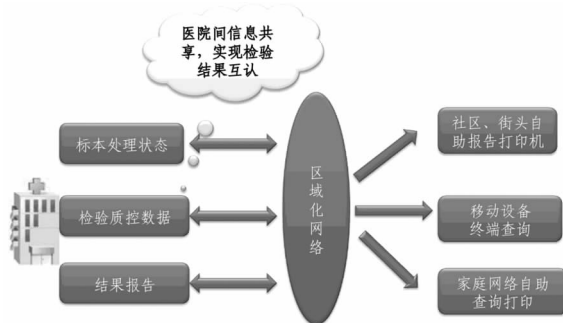 医院间信息共
享，实现检验
结果互认
标本处理状态
检验质控数据
结果报告
区域化网络
社区、街头自
助报告打印机
移动设备
终端查询
家庭网络自助
查询打印